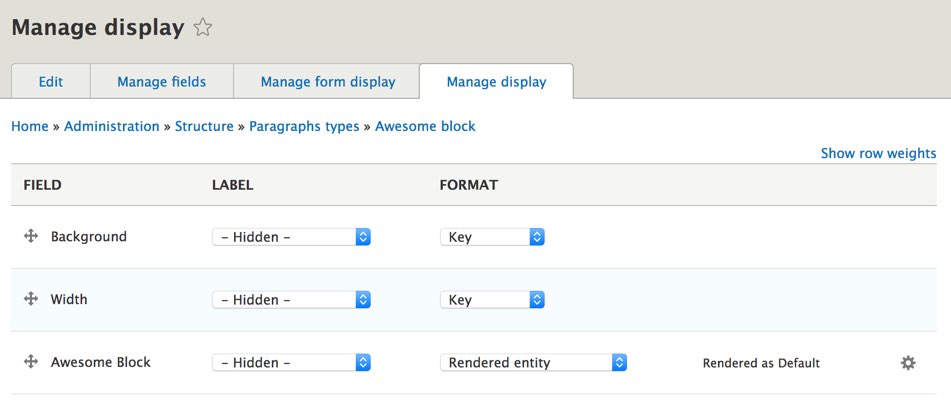 Manage display
Edit Manage fields Manage form display Manage display
Home » Administration » Structure » Paragraphs types » Awesome block
Show row weights
FIELD LABEL FORMAT
Background - Hidden - Key
Width - Hidden - Key
Awesome Block - Hidden - Rendered entity Rendered as Default